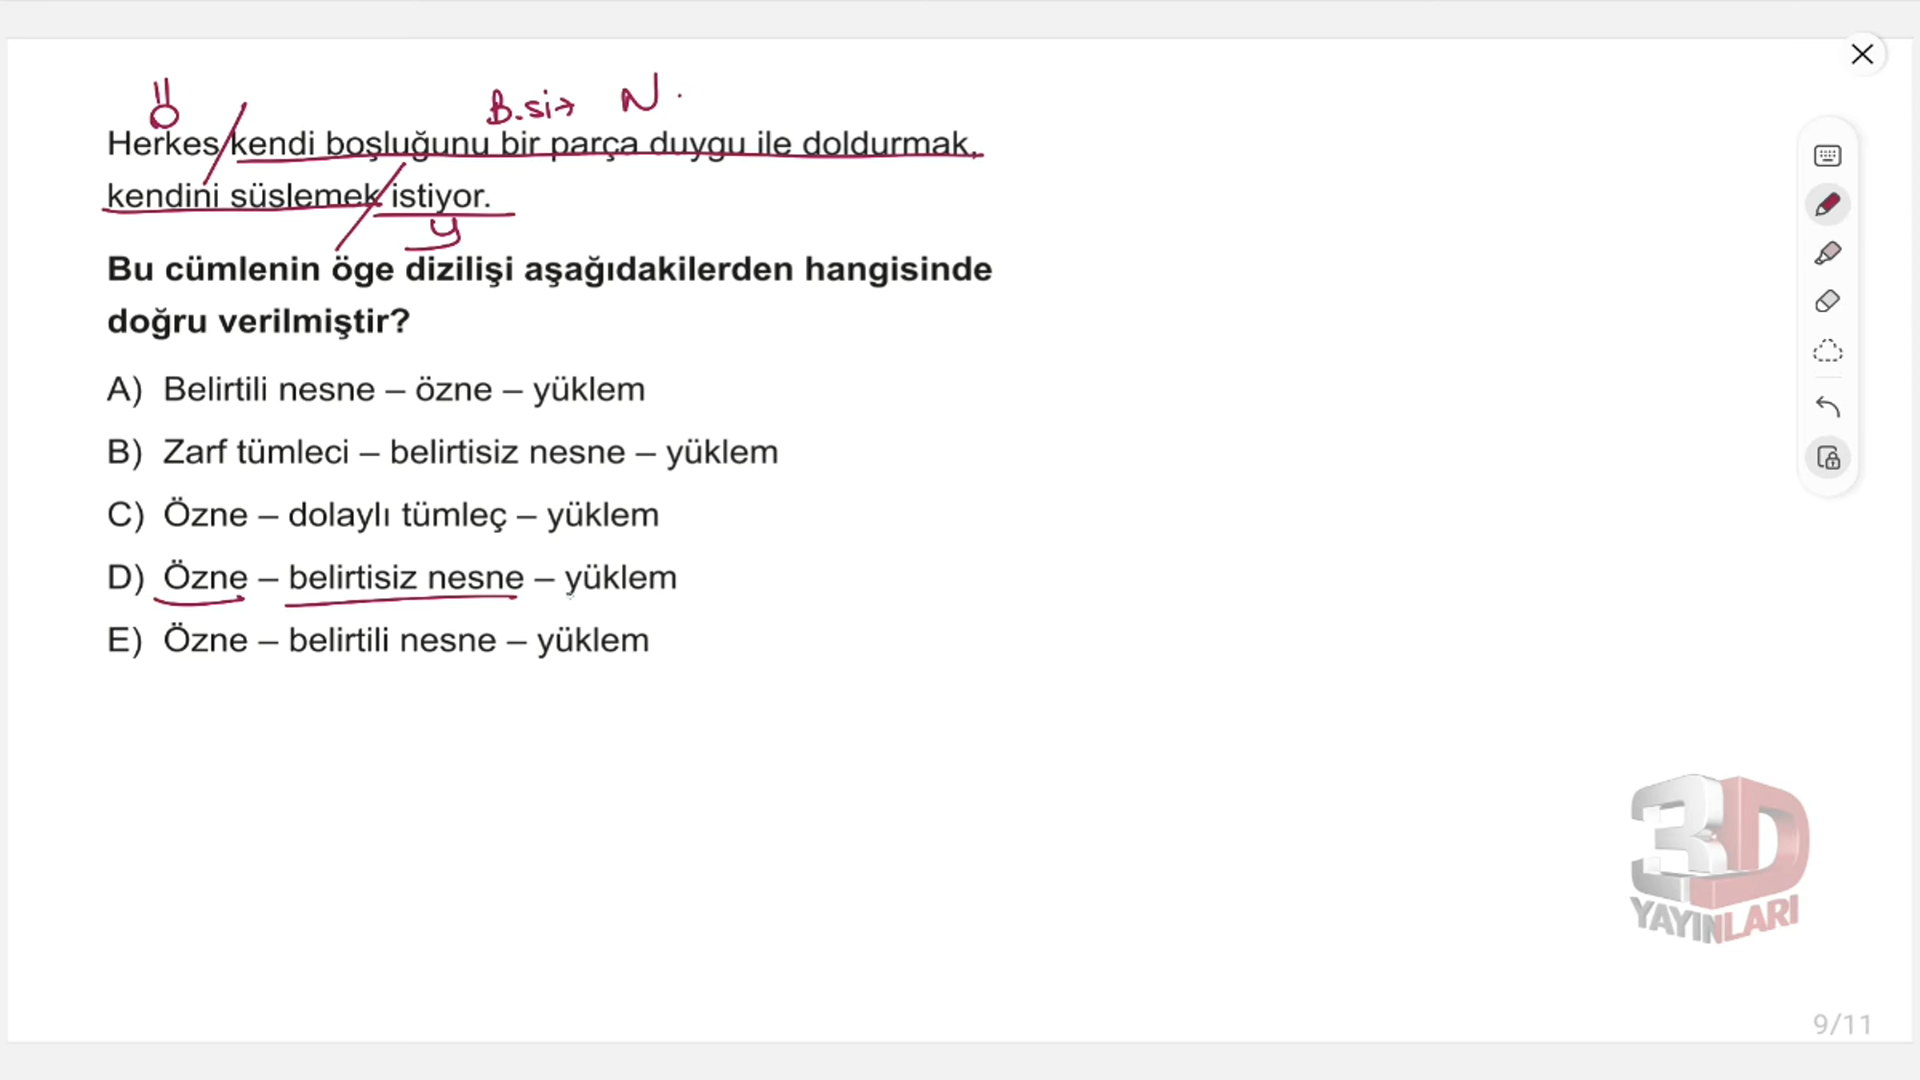 Ö B.siz N.
Herkes kendi boşluğunu bir parça duygu ile doldurmak,
kendini süslemek istiyor.
y
Bu cümlenin öge dizilişi aşağıdakilerden hangisinde
doğru verilmiştir?
A) Belirtili nesne – özne – yüklem
B) Zarf tümleci – belirtisiz nesne – yüklem
C) Özne – dolaylı tümleç – yüklem
D) Özne – belirtisiz nesne – yüklem
E) Özne – belirtili nesne – yüklem
3D
YAYINLARI
9/11